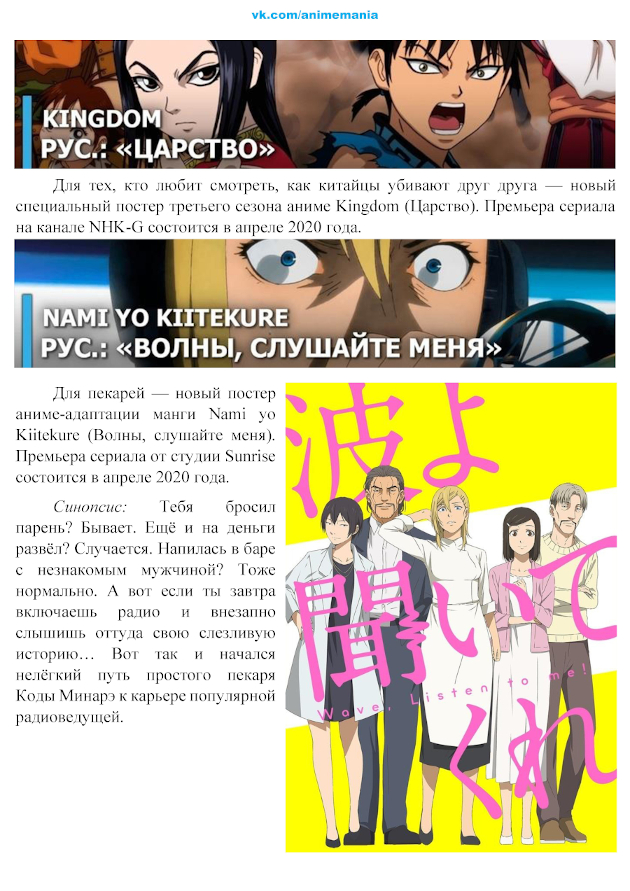 vk.com/animemania
KINGDOM
РУС.: «ЦАРСТВО»
Для тех, кто любит смотреть, как китайцы убивают друг друга — новый
специальный постер третьего сезона аниме Kingdom (Царство). Премьера сериала
на канале NHK-G состоится в апреле 2020 года.
NAMI YO KIITEKURE
РУС.: «ВОЛНЫ, СЛУШАЙТЕ МЕНЯ»
Для пекарей — новый постер
аниме-адаптации манги Nami yo
Kiitekure (Волны, слушайте меня).
Премьера сериала от студии Sunrise
состоится в апреле 2020 года.
Синопсис: Тебя бросил
парень? Бывает. Ещё и на деньги
развёл? Случается. Напилась в баре
с незнакомым мужчиной? Тоже
нормально. А вот если ты завтра
включаешь радио и внезапно
слышишь оттуда свою слезливую
историю… Вот так и начался
нелёгкий путь простого пекаря
Коды Минарэ к карьере популярной
радиоведущей.
波よ
聞いて
Wave, Listen to me!
くれ